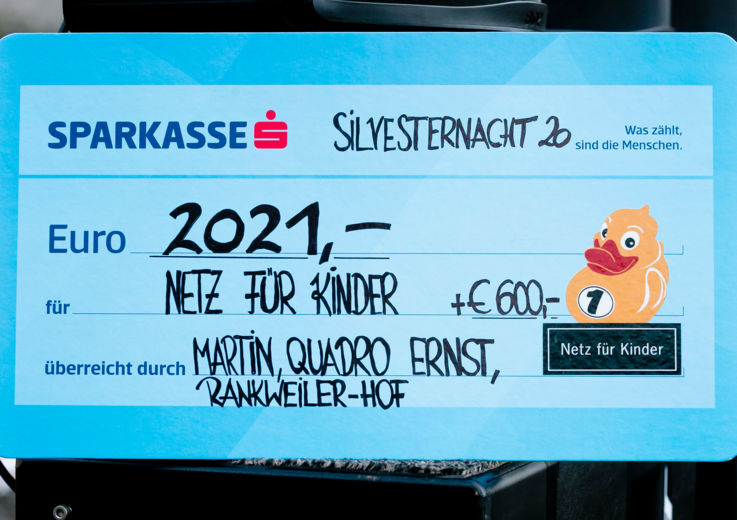 SPARKASSE S SILVESTERNACHT 20 Was zählt,
sind die Menschen.
Euro 2021,–
für NETZ FÜR KINDER +€ 600,–
1
überreicht durch MARTIN, QUADRO ERNST,
RANKWEILER-HOF
Netz für Kinder